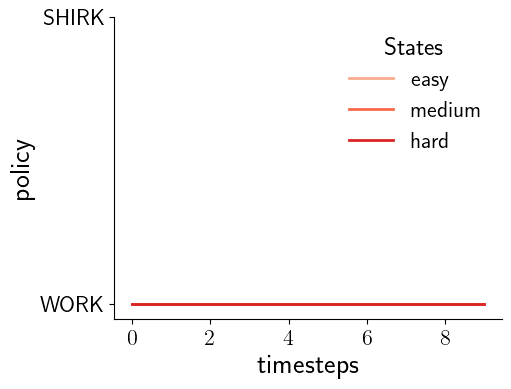 SHIRK
States
easy
medium
hard
policy
WORK
0 2 4 6 8
timesteps